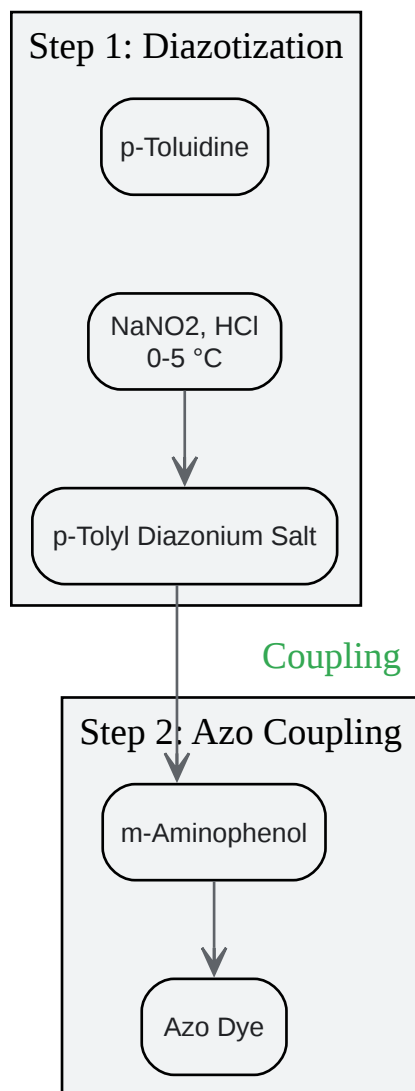 Step 1: Diazotization
p-Toluidine
NaNO2, HCl
0-5 °C
p-Tolyl Diazonium Salt
Coupling
Step 2: Azo Coupling
m-Aminophenol
Azo Dye